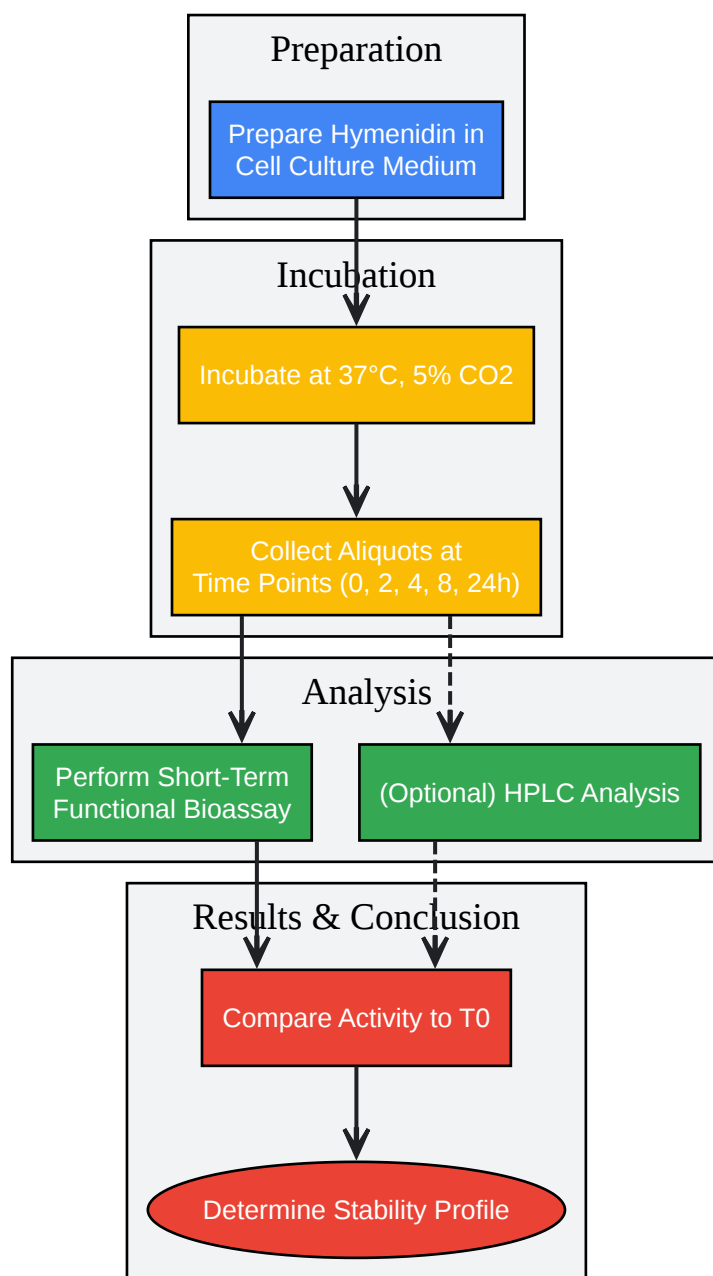 Preparation
Prepare Hymenidin in
Cell Culture Medium
Incubation
Incubate at 37°C, 5% CO2
Collect Aliquots at
Time Points (0, 2, 4, 8, 24h)
Analysis
Perform Short-Term
Functional Bioassay
(Optional) HPLC Analysis
Results & Conclusion
Compare Activity to T0
Determine Stability Profile